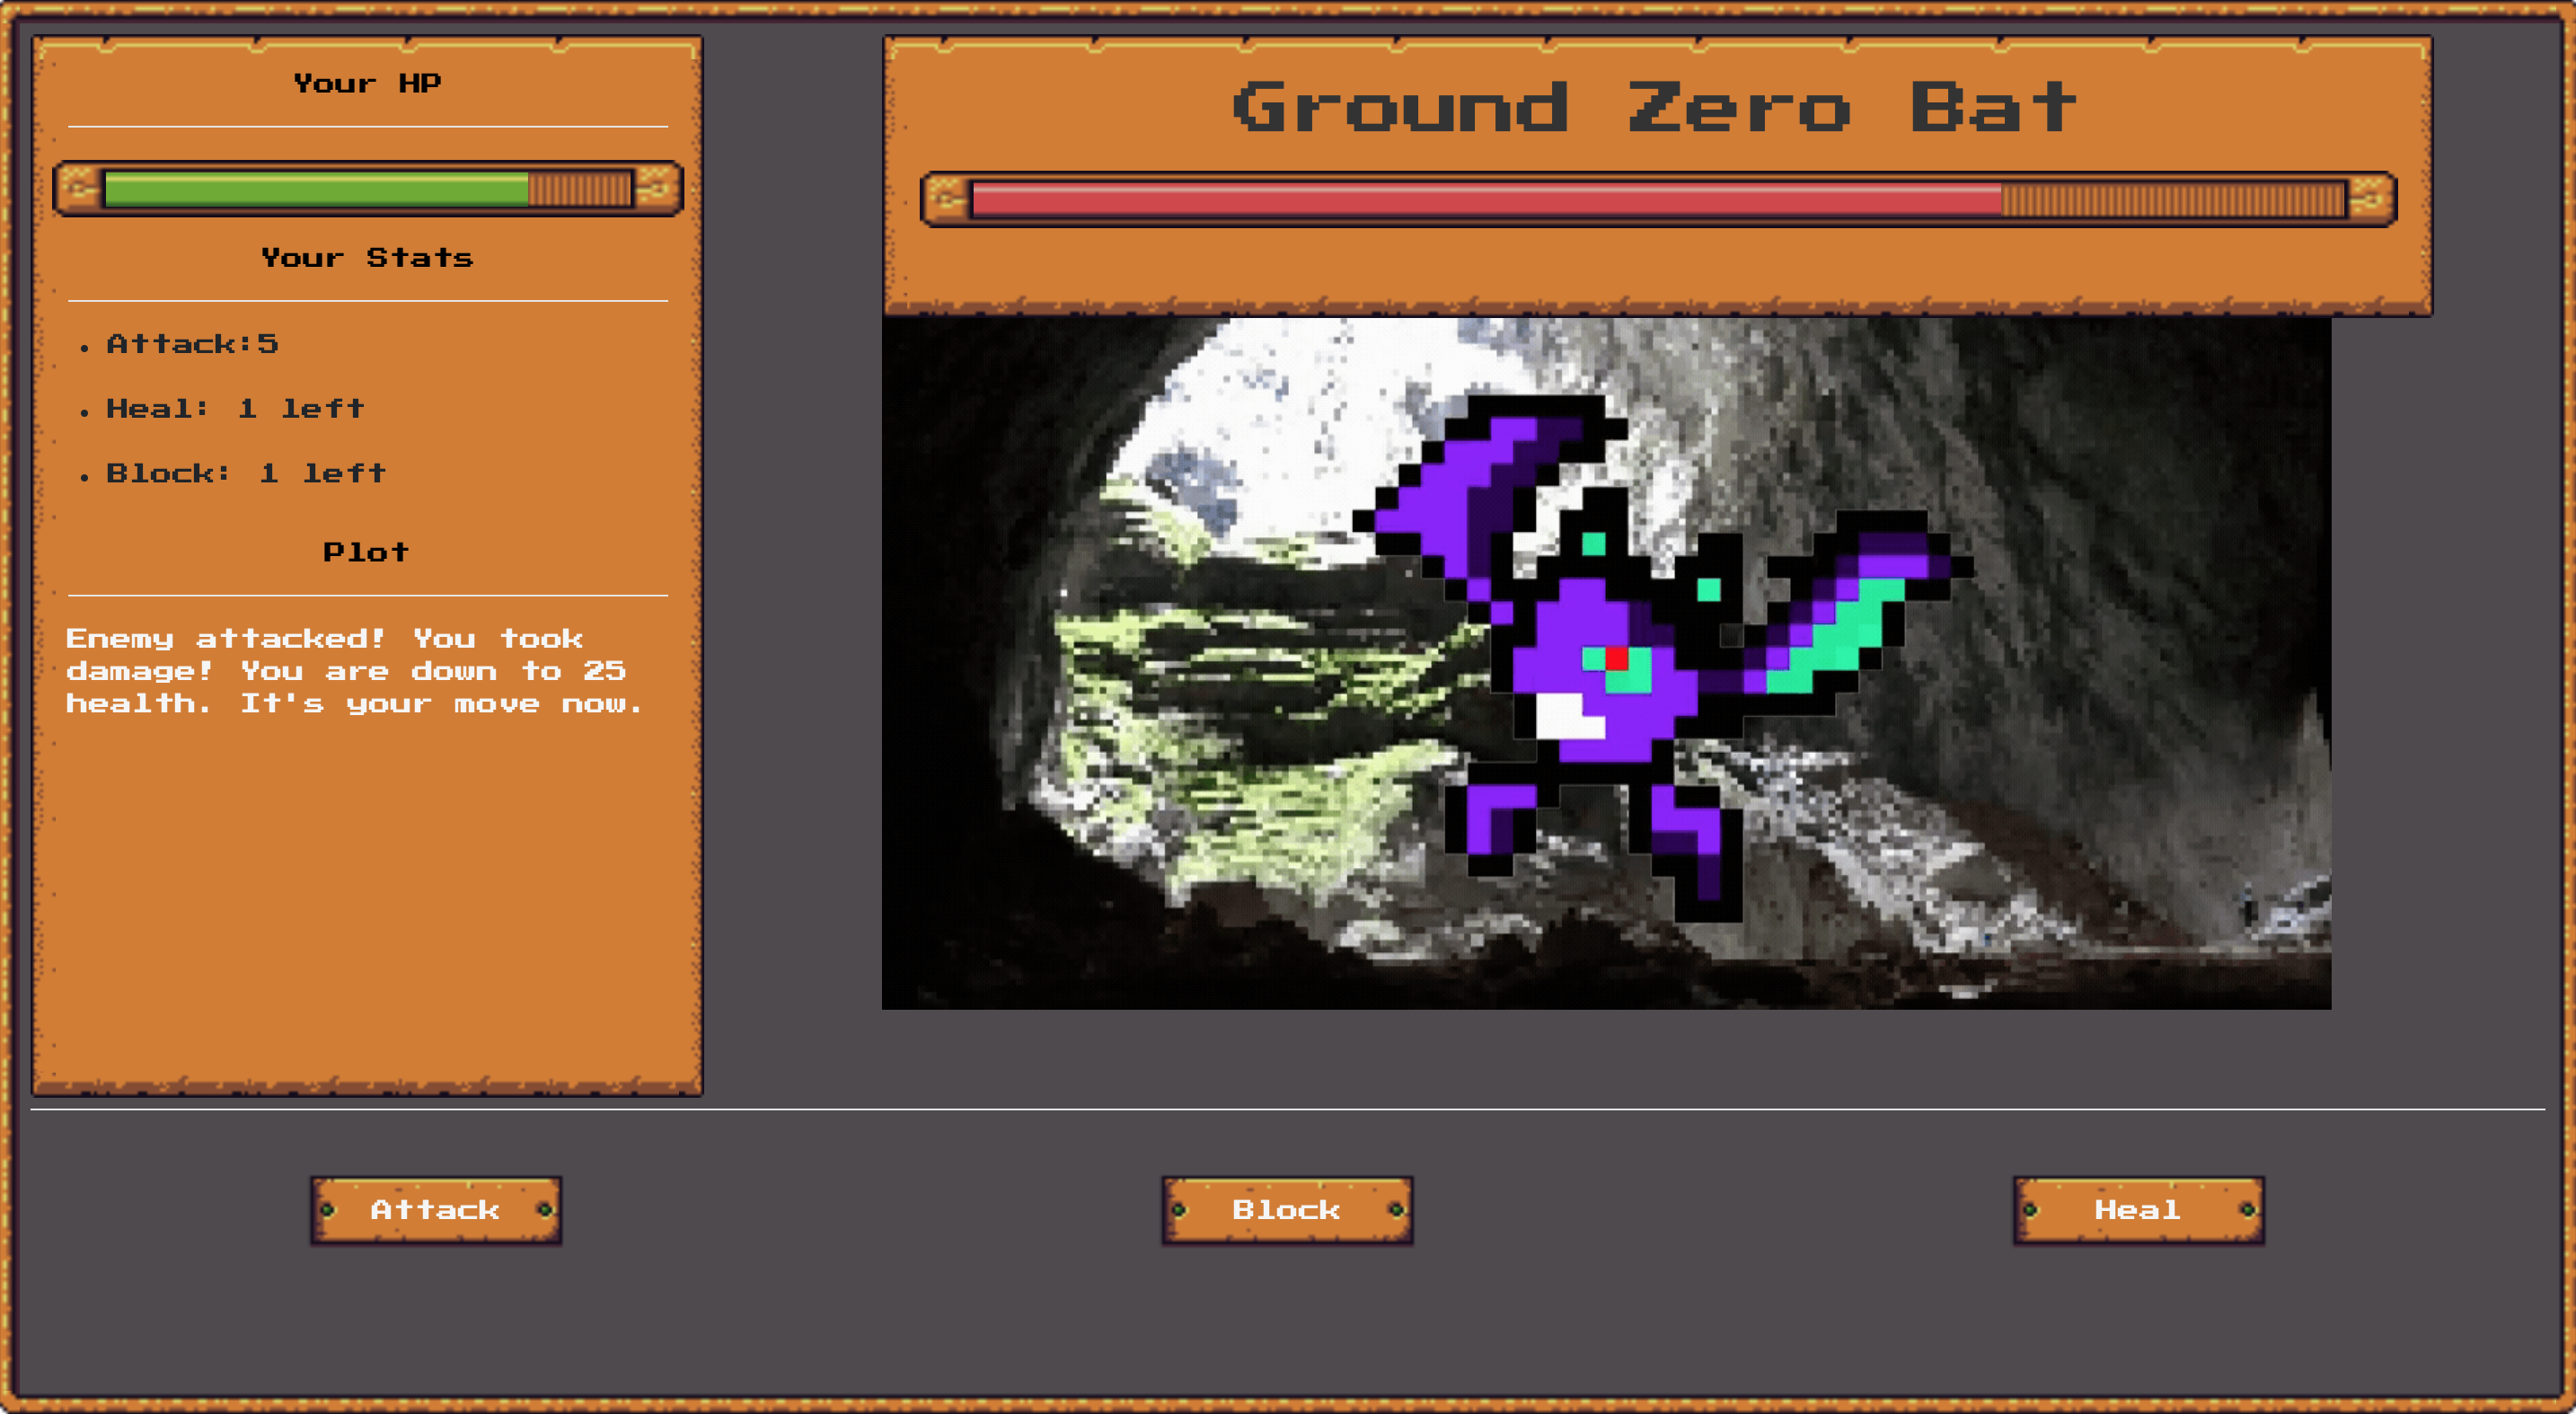 Your HP
Ground Zero Bat
Your Stats
Attack:5
Heal: 1 left
Block: 1 left
Plot
Enemy attacked! You took
damage! You are down to 25
health. It's your move now.
Attack
Block
Heal